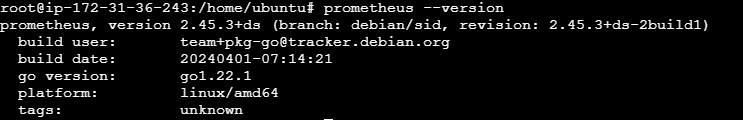 root@ip-172-31-36-243:/home/ubuntu# prometheus --version
prometheus, version 2.45.3+ds (branch: debian/sid, revision: 2.45.3+ds-2build1)
  build user:       team+pkg-go@tracker.debian.org
  build date:       20240401-07:14:21
  go version:       go1.22.1
  platform:         linux/amd64
  tags:             unknown